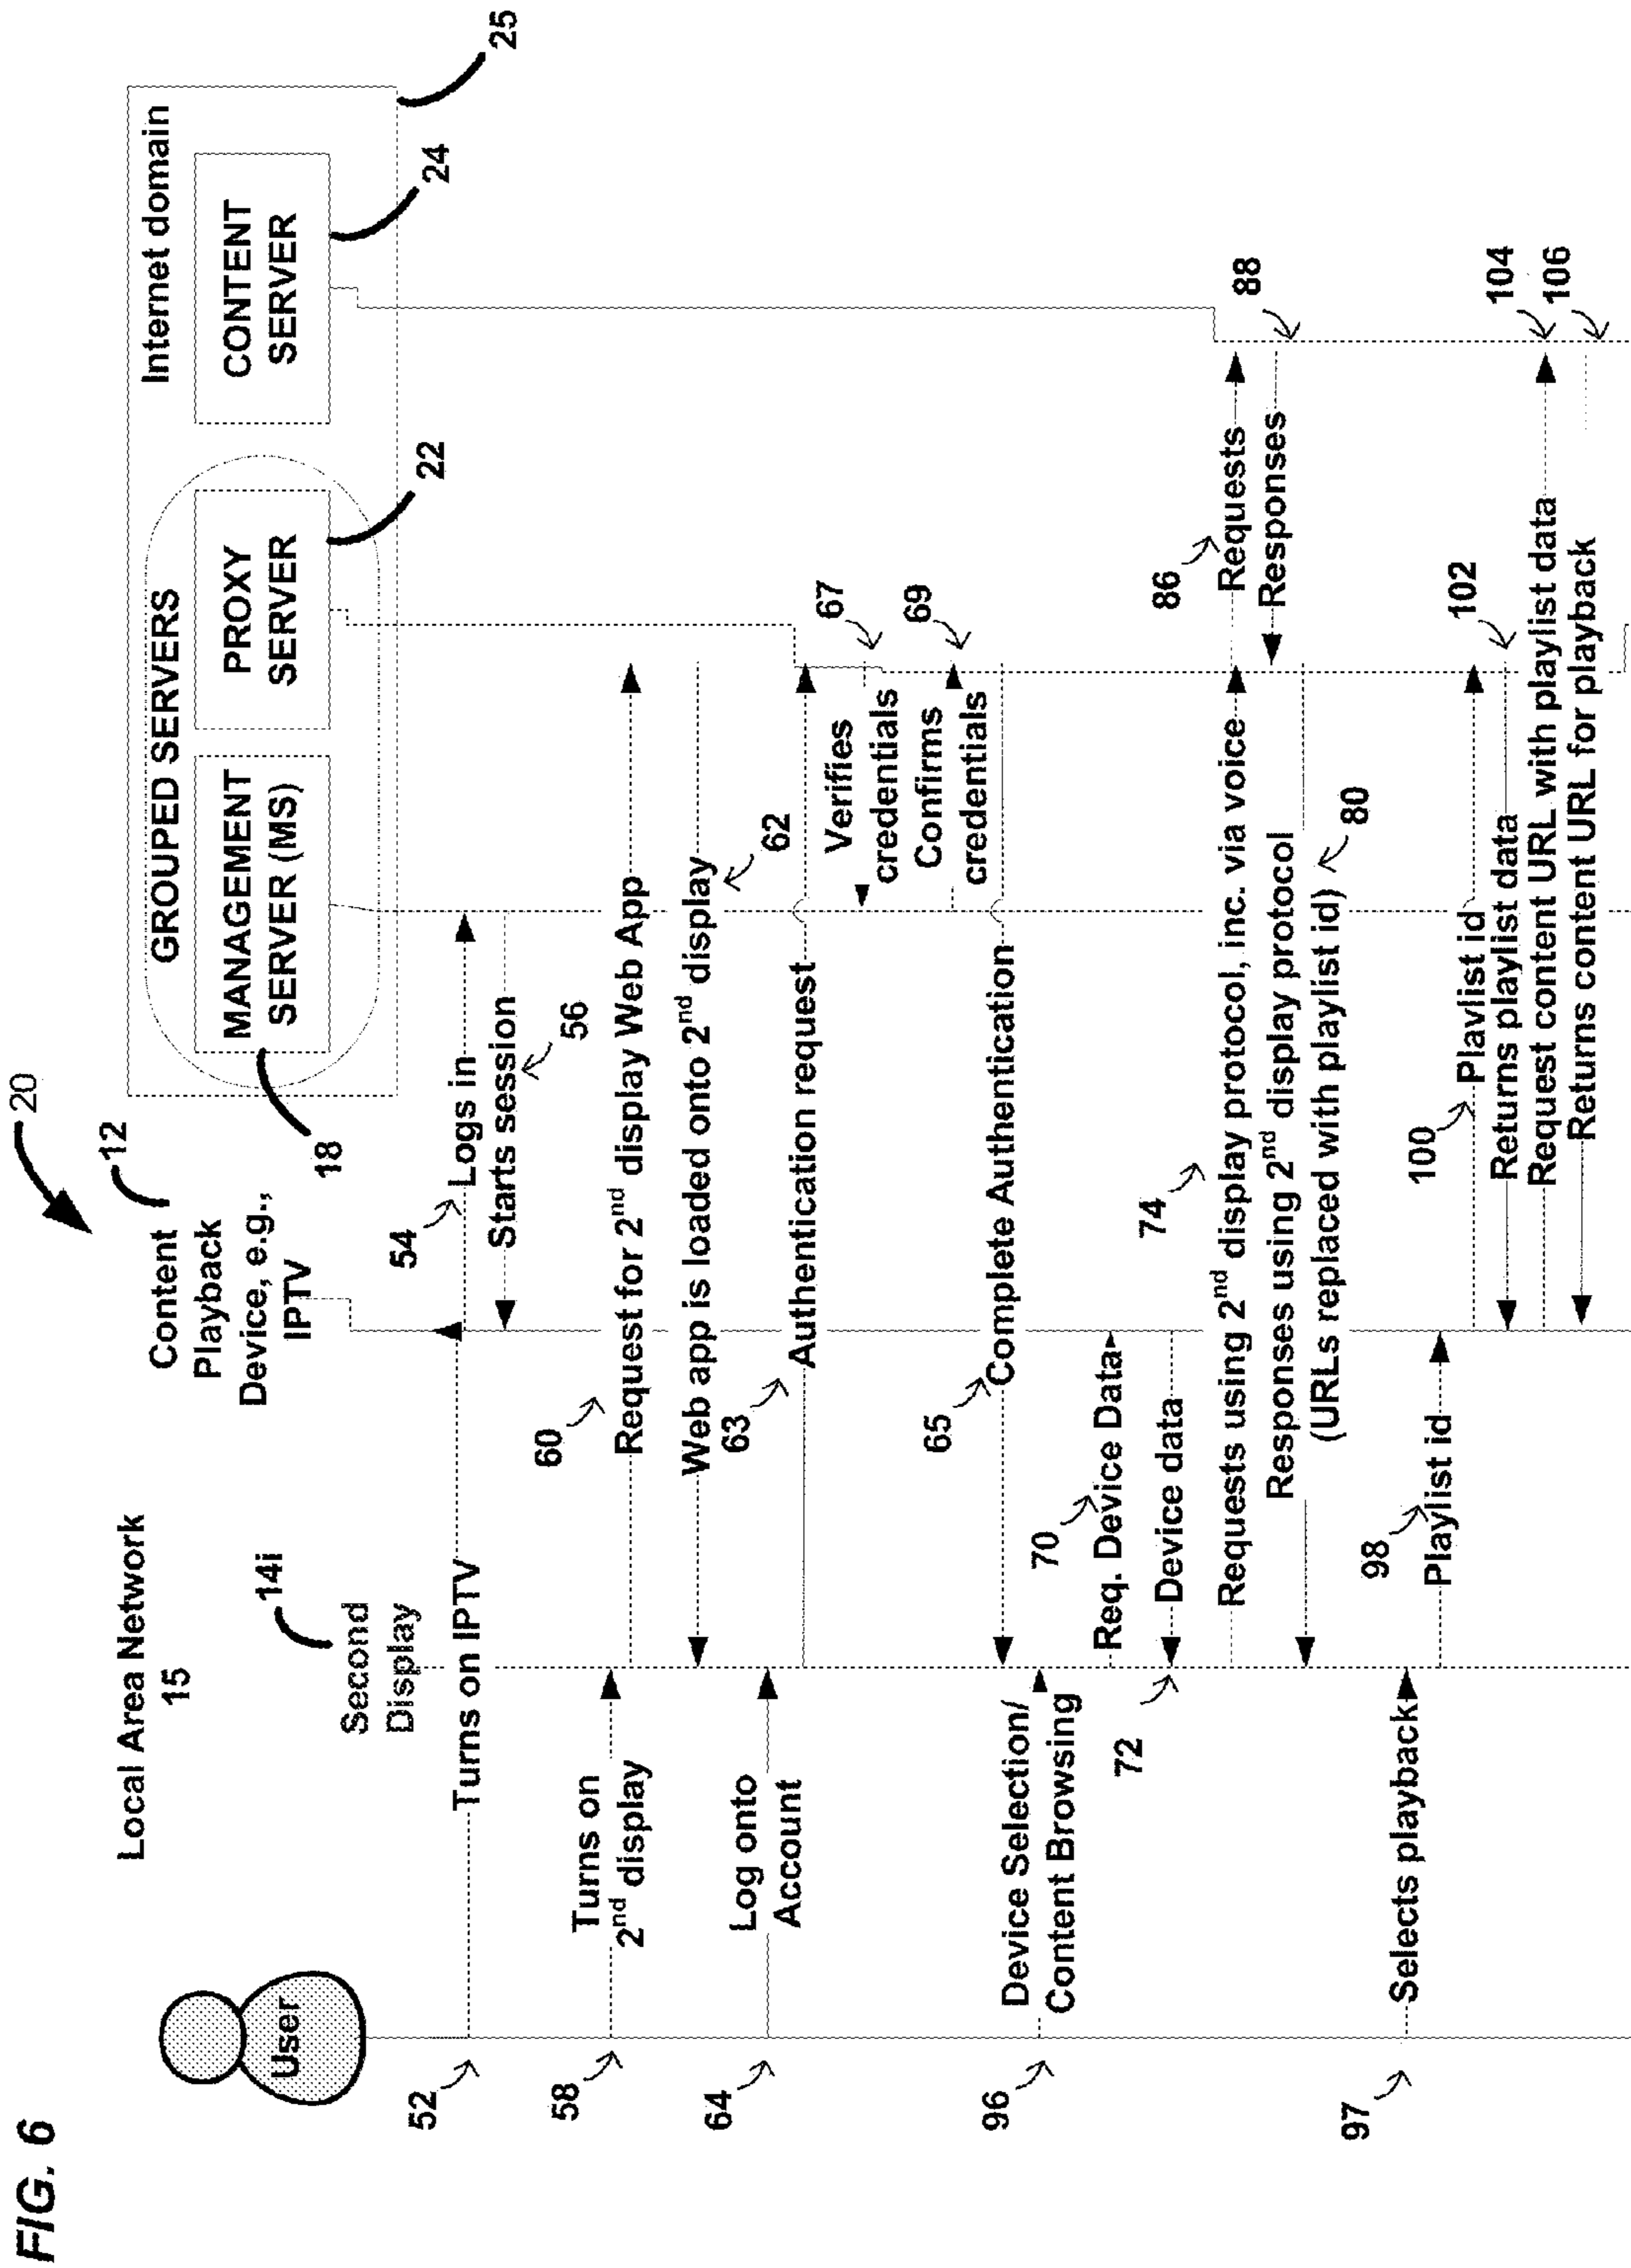 FIG. 6
20
Local Area Network
15
14i
Second
Display
12
Content
Playback
Device, e.g.,
IPTV
Internet domain
25
GROUPED SERVERS
MANAGEMENT
SERVER (MS)
18
PROXY
SERVER
22
CONTENT
SERVER
24
User
52
Turns on IPTV
54
Logs in
Starts session
56
58
Turns on
2nd display
60
Request for 2nd display Web App
Web app is loaded onto 2nd display
62
64
Log onto
Account
63
Authentication request
67
Verifies
credentials
69
Confirms
credentials
65
Complete Authentication
96
Device Selection/
Content Browsing
70
Req. Device Data
72
Device data
74
Requests using 2nd display protocol, inc. via voice
86
Requests
88
Responses
Responses using 2nd display protocol
(URLs replaced with playlist id)
80
97
Selects playback
98
Playlist id
100
Plavlist id
102
Returns playlist data
104
Request content URL with playlist data
106
Returns content URL for playback